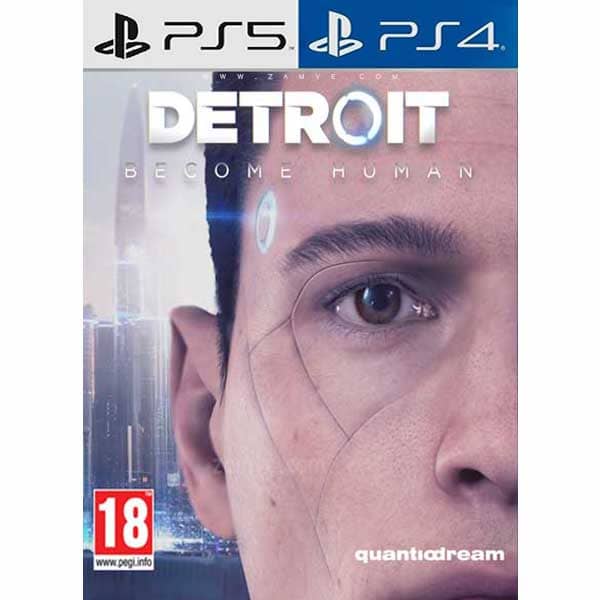 PS5 PS4
WWW.ZAMVE.COM
DETROIT
BECOME HUMAN
18
www.pegi.info
quanticdream